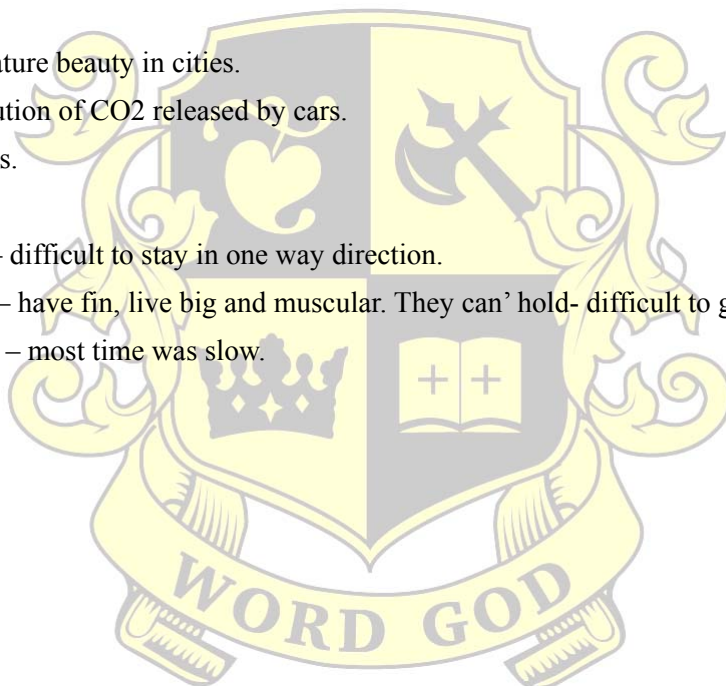 ature beauty in cities.
ution of CO2 released by cars.
s.
– difficult to stay in one way direction.
– have fin, live big and muscular. They can’ hold- difficult to g
– most time was slow.
WORD GOD